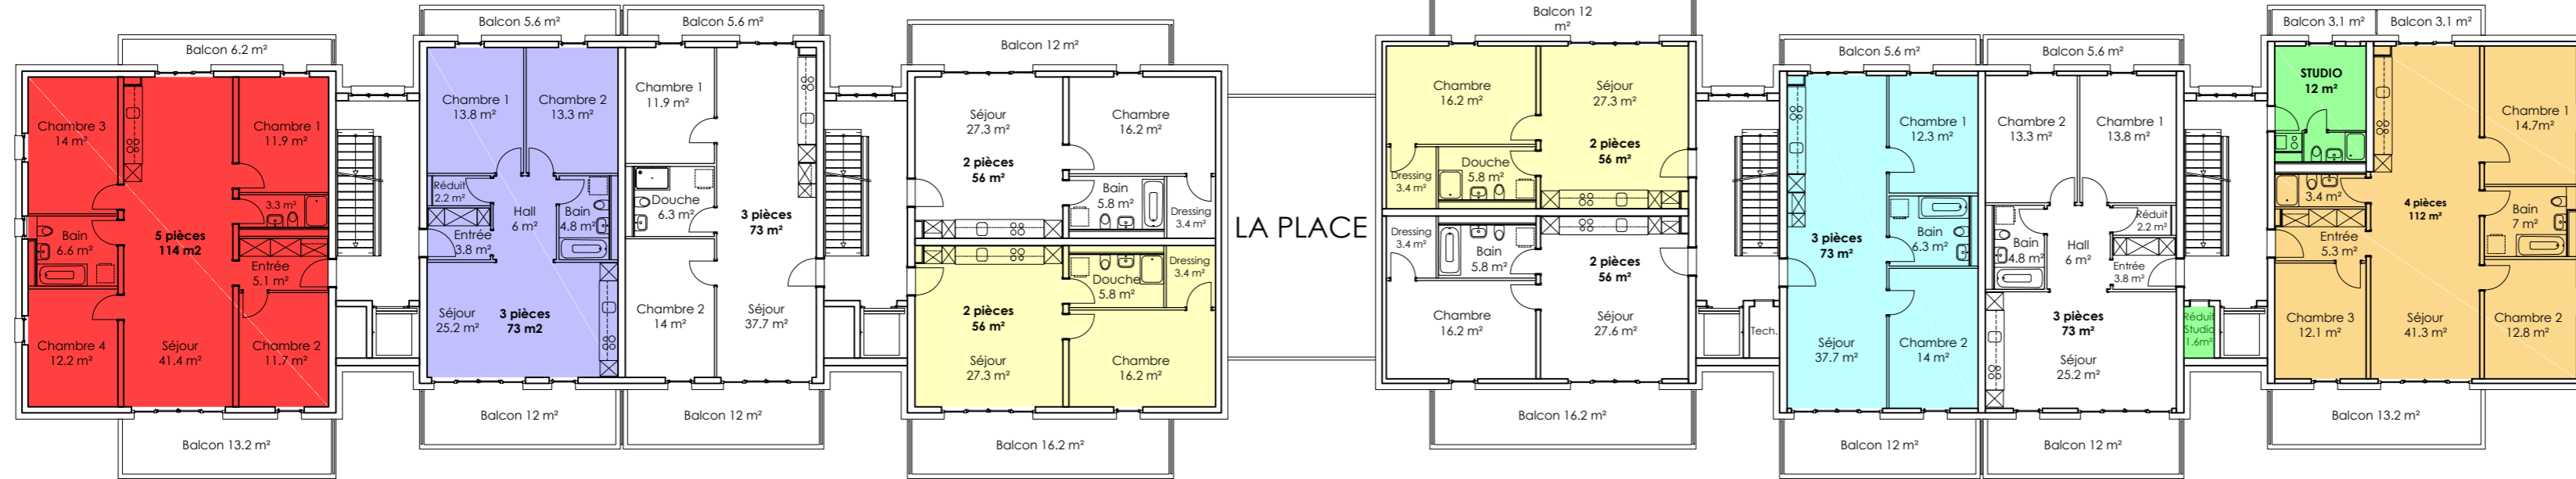 Balcon 6.2 m²
Chambre 3
14 m²
Chambre 1
11.9 m²
3.3 m²
Bain
6.6 m²
5 pièces
114 m2
Entrée
5.1 m²
Chambre 4
12.2 m²
Séjour
41.4 m²
Chambre 2
11.7 m²
Balcon 13.2 m²
Balcon 5.6 m²
Chambre 1
13.8 m²
Chambre 2
13.3 m²
Réduit
2.2 m²
Hall
6 m²
Bain
4.8 m²
Entrée
3.8 m²
Séjour
25.2 m²
3 pièces
73 m2
Balcon 12 m²
Balcon 5.6 m²
Chambre 1
11.9 m²
Douche
6.3 m²
3 pièces
73 m²
Chambre 2
14 m²
Séjour
37.7 m²
Balcon 12 m²
Balcon 12 m²
Séjour
27.3 m²
Chambre
16.2 m²
2 pièces
56 m²
Bain
5.8 m²
Dressing
3.4 m²
Dressing
3.4 m²
Douche
5.8 m²
2 pièces
56 m²
Séjour
27.3 m²
Chambre
16.2 m²
Balcon 16.2 m²
LA PLACE
Balcon 12
m²
Chambre
16.2 m²
Séjour
27.3 m²
2 pièces
56 m²
Dressing
3.4 m²
Douche
5.8 m²
Dressing
3.4 m²
Bain
5.8 m²
2 pièces
56 m²
Chambre
16.2 m²
Séjour
27.6 m²
Balcon 16.2 m²
Tech.
Balcon 5.6 m²
Chambre 1
12.3 m²
3 pièces
73 m²
Bain
6.3 m²
Séjour
37.7 m²
Chambre 2
14 m²
Balcon 12 m²
Balcon 5.6 m²
Chambre 2
13.3 m²
Chambre 1
13.8 m²
Réduit
2.2 m²
Bain
4.8 m²
Hall
6 m²
Entrée
3.8 m²
3 pièces
73 m²
Séjour
25.2 m²
Balcon 12 m²
Réduit
Studio
1.6m²
Balcon 3.1 m²
Balcon 3.1 m²
STUDIO
12 m²
Chambre 1
14.7m²
3.4 m²
4 pièces
112 m²
Bain
7 m²
Entrée
5.3 m²
Chambre 3
12.1 m²
Séjour
41.3 m²
Chambre 2
12.8 m²
Balcon 13.2 m²